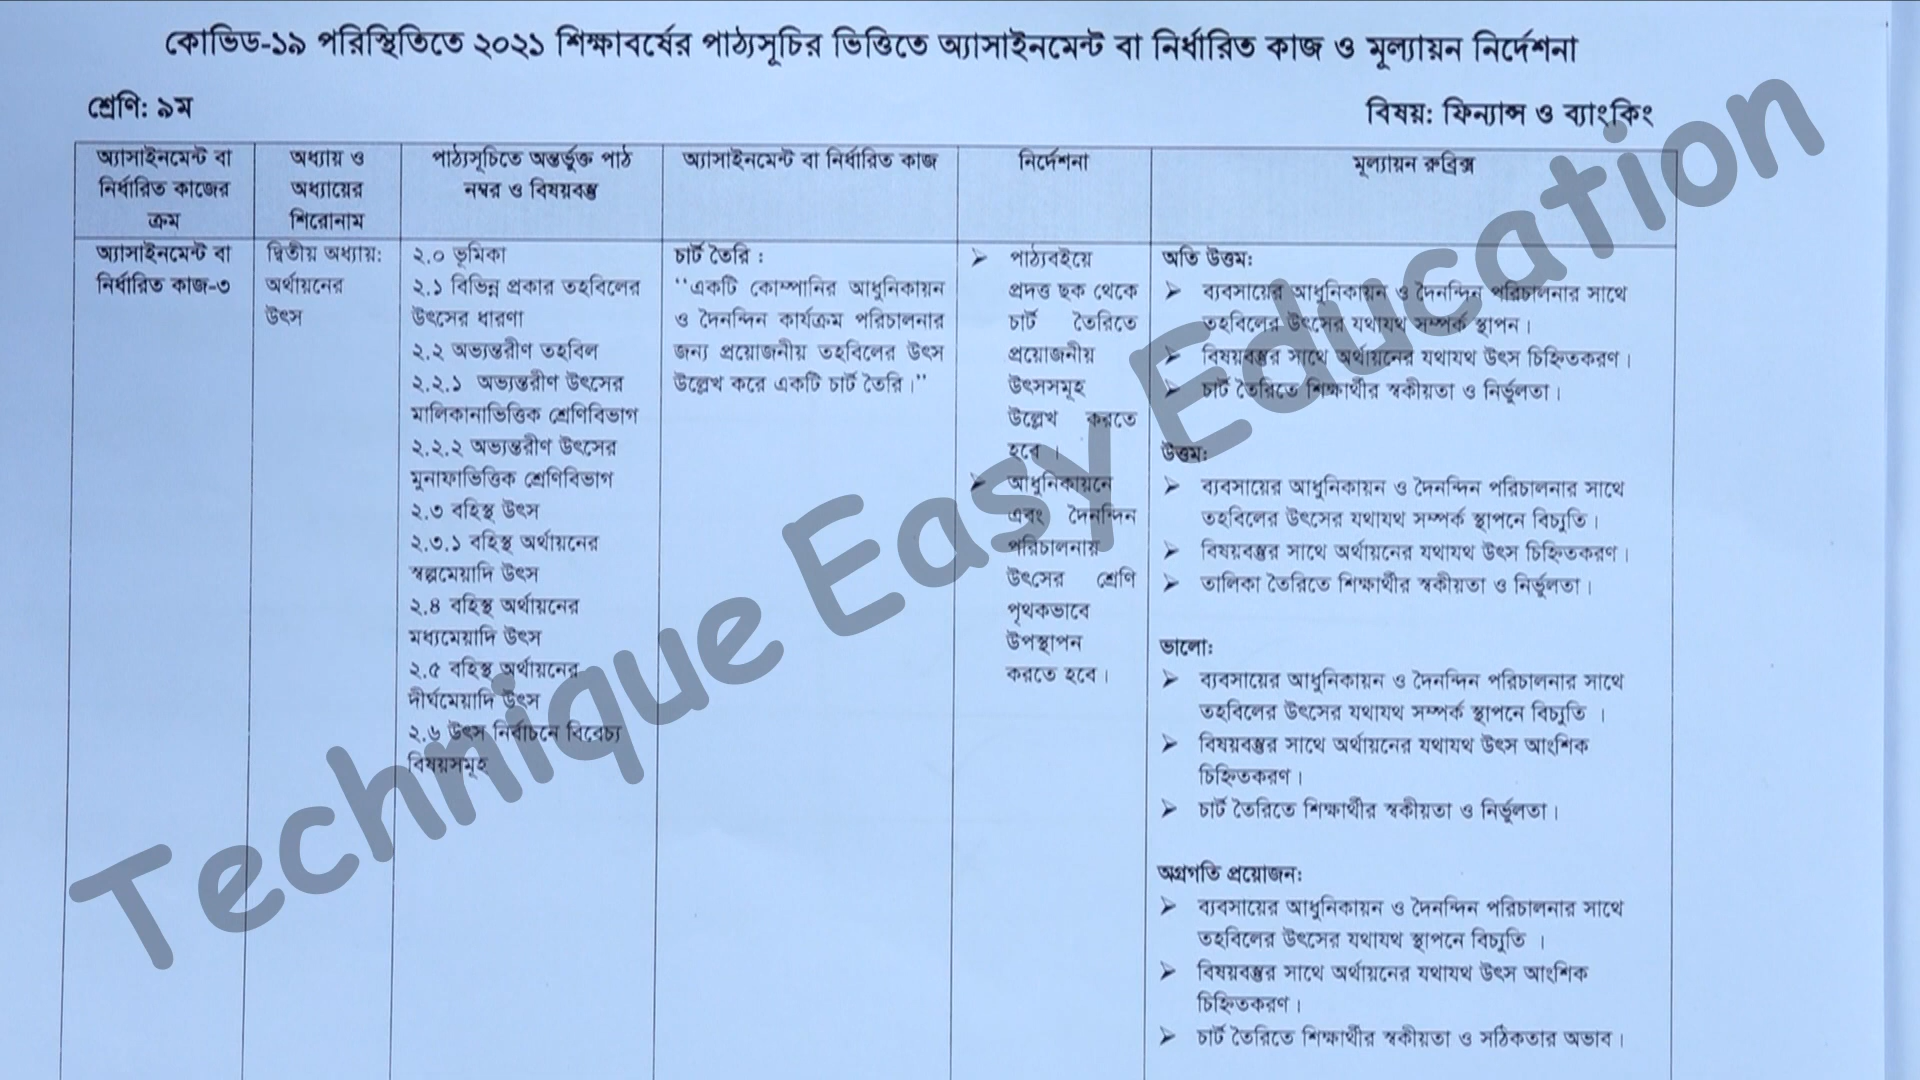 কোভিড-১৯ পরিস্থিতিতে ২০২১ শিক্ষাবর্ষের পাঠ্যসূচির ভিত্তিতে অ্যাসাইনমেন্ট বা নির্ধারিত কাজ ও মূল্যায়ন নির্দেশনা
শ্রেণি: ৯ম
বিষয়: ফিন্যান্স ও ব্যাংকিং
অ্যাসাইনমেন্ট বা
নির্ধারিত কাজের
ক্রম
অধ্যায় ও
অধ্যায়ের
শিরোনাম
পাঠ্যসূচিতে অন্তর্ভুক্ত পাঠ
নম্বর ও বিষয়বস্তু
অ্যাসাইনমেন্ট বা নির্ধারিত কাজ
নির্দেশনা
মূল্যায়ন রুব্রিক্স
অ্যাসাইনমেন্ট বা
নির্ধারিত কাজ-৩
দ্বিতীয় অধ্যায়:
অর্থায়নের
উৎস
২.০ ভূমিকা
২.১ বিভিন্ন প্রকার তহবিলের
উৎসের ধারণা
২.২ অভ্যন্তরীণ তহবিল
২.২.১ অভ্যন্তরীণ উৎসের
মালিকানাভিত্তিক শ্রেণিবিভাগ
২.২.২ অভ্যন্তরীণ উৎসের
মুনাফাভিত্তিক শ্রেণিবিভাগ
২.৩ বহিস্থ উৎস
২.৩.১ বহিস্থ অর্থায়নের
স্বল্পমেয়াদি উৎস
২.৪ বহিস্থ অর্থায়নের
মধ্যমেয়াদি উৎস
২.৫ বহিস্থ অর্থায়নের
দীর্ঘমেয়াদি উৎস
২.৬ উৎস নির্বাচনে বিবেচ্য
বিষয়সমূহ
চার্ট তৈরি :
‘‘একটি কোম্পানির আধুনিকায়ন
ও দৈনন্দিন কার্যক্রম পরিচালনার
জন্য প্রয়োজনীয় তহবিলের উৎস
উল্লেখ করে একটি চার্ট তৈরি।’’
➢ পাঠ্যবইয়ে
প্রদত্ত ছক থেকে
চার্ট তৈরিতে
প্রয়োজনীয়
উৎসসমূহ
উল্লেখ করতে
হবে ।
➢ আধুনিকায়নে
এবং দৈনন্দিন
পরিচালনায়
উৎসের শ্রেণি
পৃথকভাবে
উপস্থাপন
করতে হবে।
অতি উত্তম:
➢ ব্যবসায়ের আধুনিকায়ন ও দৈনন্দিন পরিচালনার সাথে
তহবিলের উৎসের যথাযথ সম্পর্ক স্থাপন।
➢ বিষয়বস্তুর সাথে অর্থায়নের যথাযথ উৎস চিহ্নিতকরণ।
➢ চার্ট তৈরিতে শিক্ষার্থীর স্বকীয়তা ও নির্ভুলতা।
উত্তম:
➢ ব্যবসায়ের আধুনিকায়ন ও দৈনন্দিন পরিচালনার সাথে
তহবিলের উৎসের যথাযথ সম্পর্ক স্থাপনে বিচ্যুতি।
➢ বিষয়বস্তুর সাথে অর্থায়নের যথাযথ উৎস চিহ্নিতকরণ।
➢ তালিকা তৈরিতে শিক্ষার্থীর স্বকীয়তা ও নির্ভুলতা।
ভালো:
➢ ব্যবসায়ের আধুনিকায়ন ও দৈনন্দিন পরিচালনার সাথে
তহবিলের উৎসের যথাযথ সম্পর্ক স্থাপনে বিচ্যুতি ।
➢ বিষয়বস্তুর সাথে অর্থায়নের যথাযথ উৎস আংশিক
চিহ্নিতকরণ।
➢ চার্ট তৈরিতে শিক্ষার্থীর স্বকীয়তা ও নির্ভুলতা।
অগ্রগতি প্রয়োজন:
➢ ব্যবসায়ের আধুনিকায়ন ও দৈনন্দিন পরিচালনার সাথে
তহবিলের উৎসের যথাযথ স্থাপনে বিচ্যুতি ।
➢ বিষয়বস্তুর সাথে অর্থায়নের যথাযথ উৎস আংশিক
চিহ্নিতকরণ।
➢ চার্ট তৈরিতে শিক্ষার্থীর স্বকীয়তা ও সঠিকতার অভাব।
Technique Easy Education